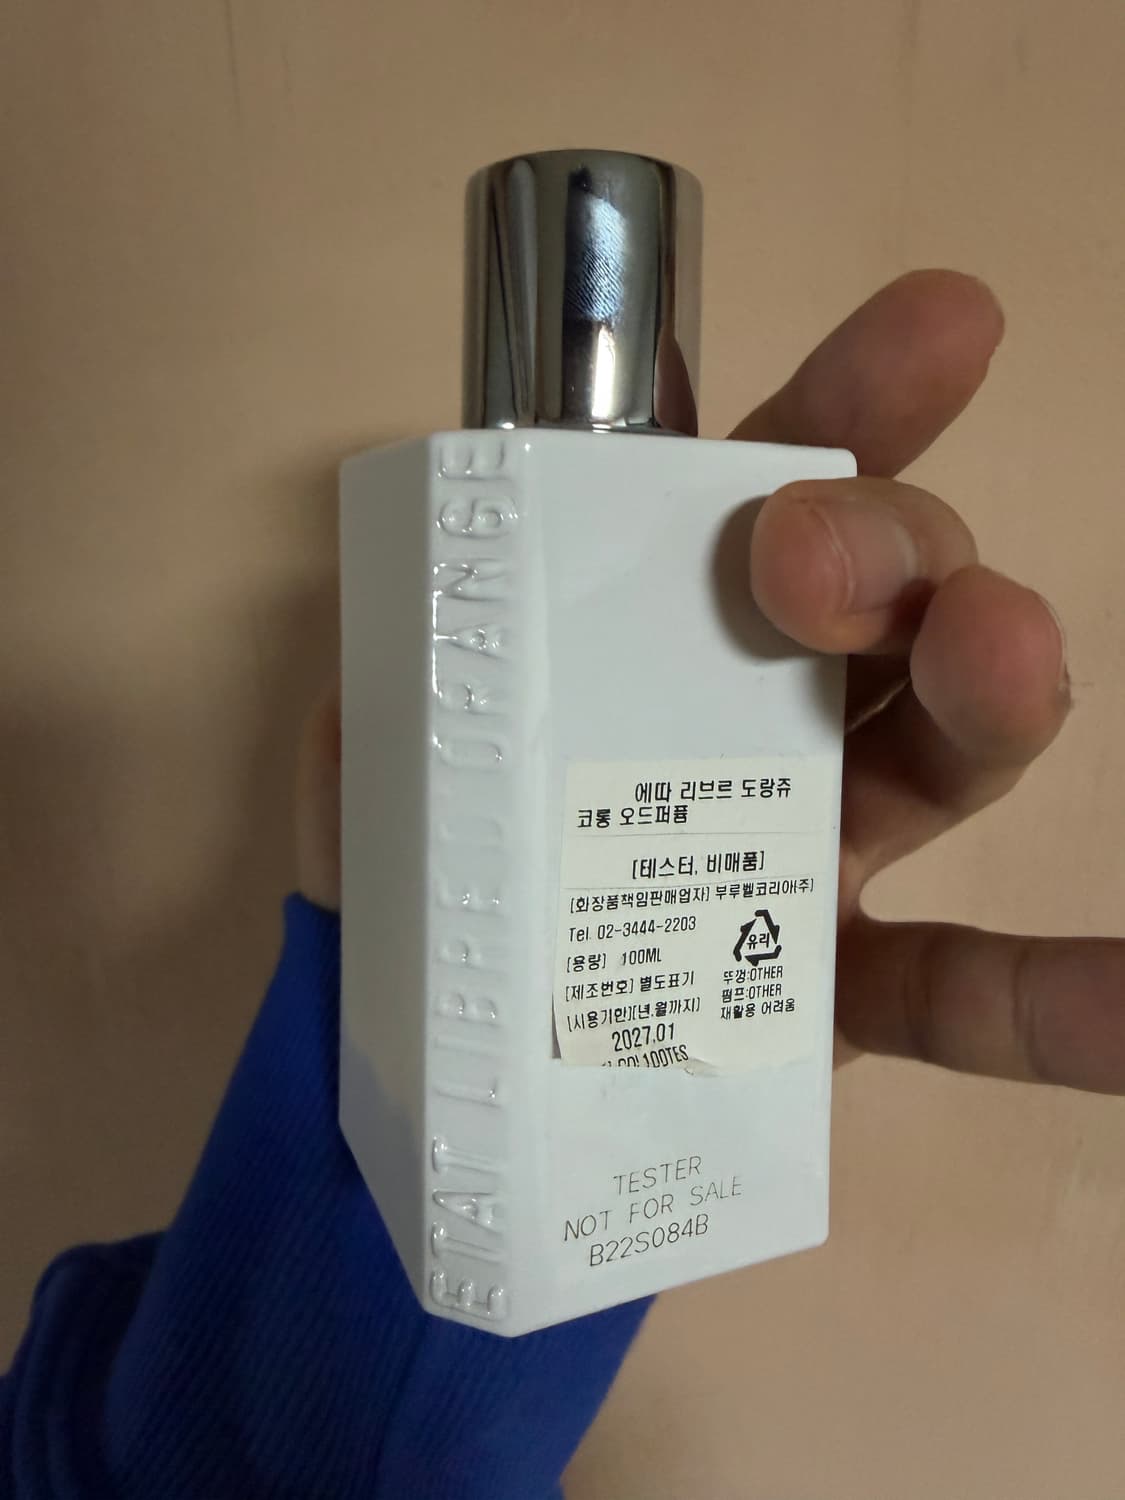 ETAT LIBRE D'ORANGE
에따 리브르 도랑쥬
코롱 오드퍼퓸
[테스터, 비매품]
[화장품책임판매업자] 부루벨코리아(주)
Tel. 02-3444-2203
[용량] 100ML
[제조번호] 별도표기
[사용기한][년.월까지]
2027.01
100TES
유리
뚜껑:OTHER
펌프:OTHER
재활용 어려움
TESTER
NOT FOR SALE
B22S084B